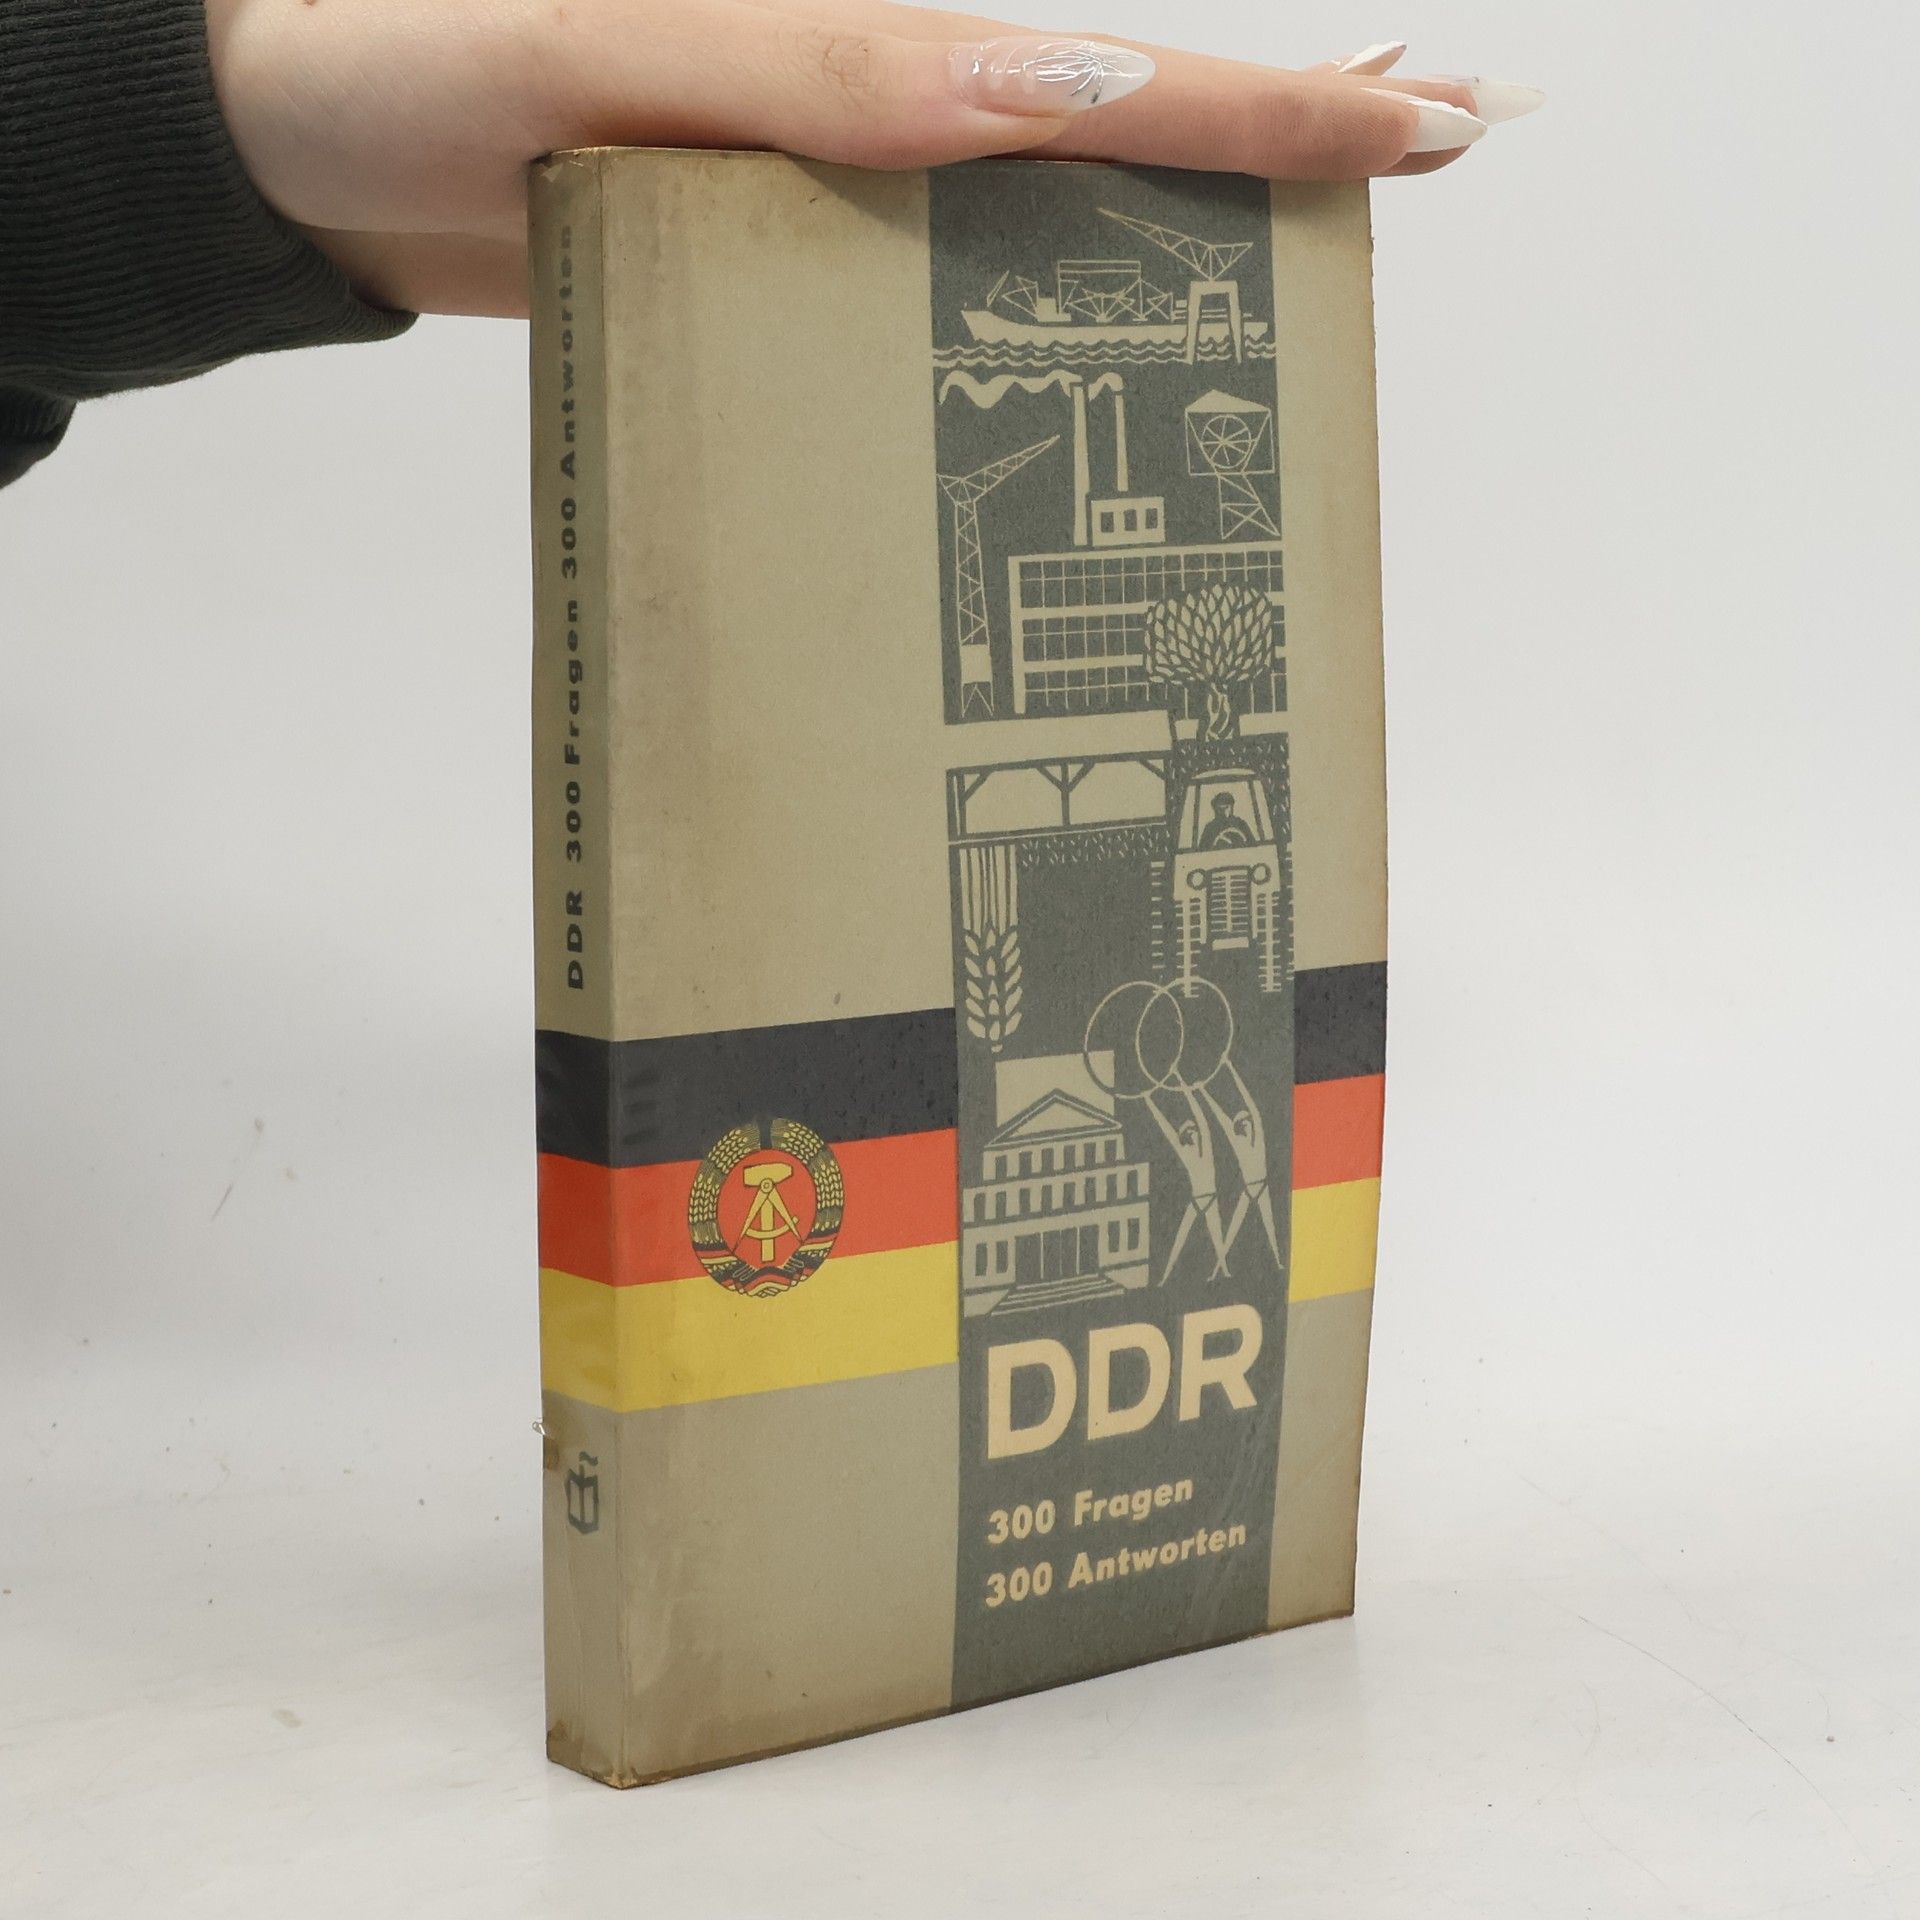 DDR 300 Fragen 300 Antworten
DDR
300 Fragen
300 Antworten